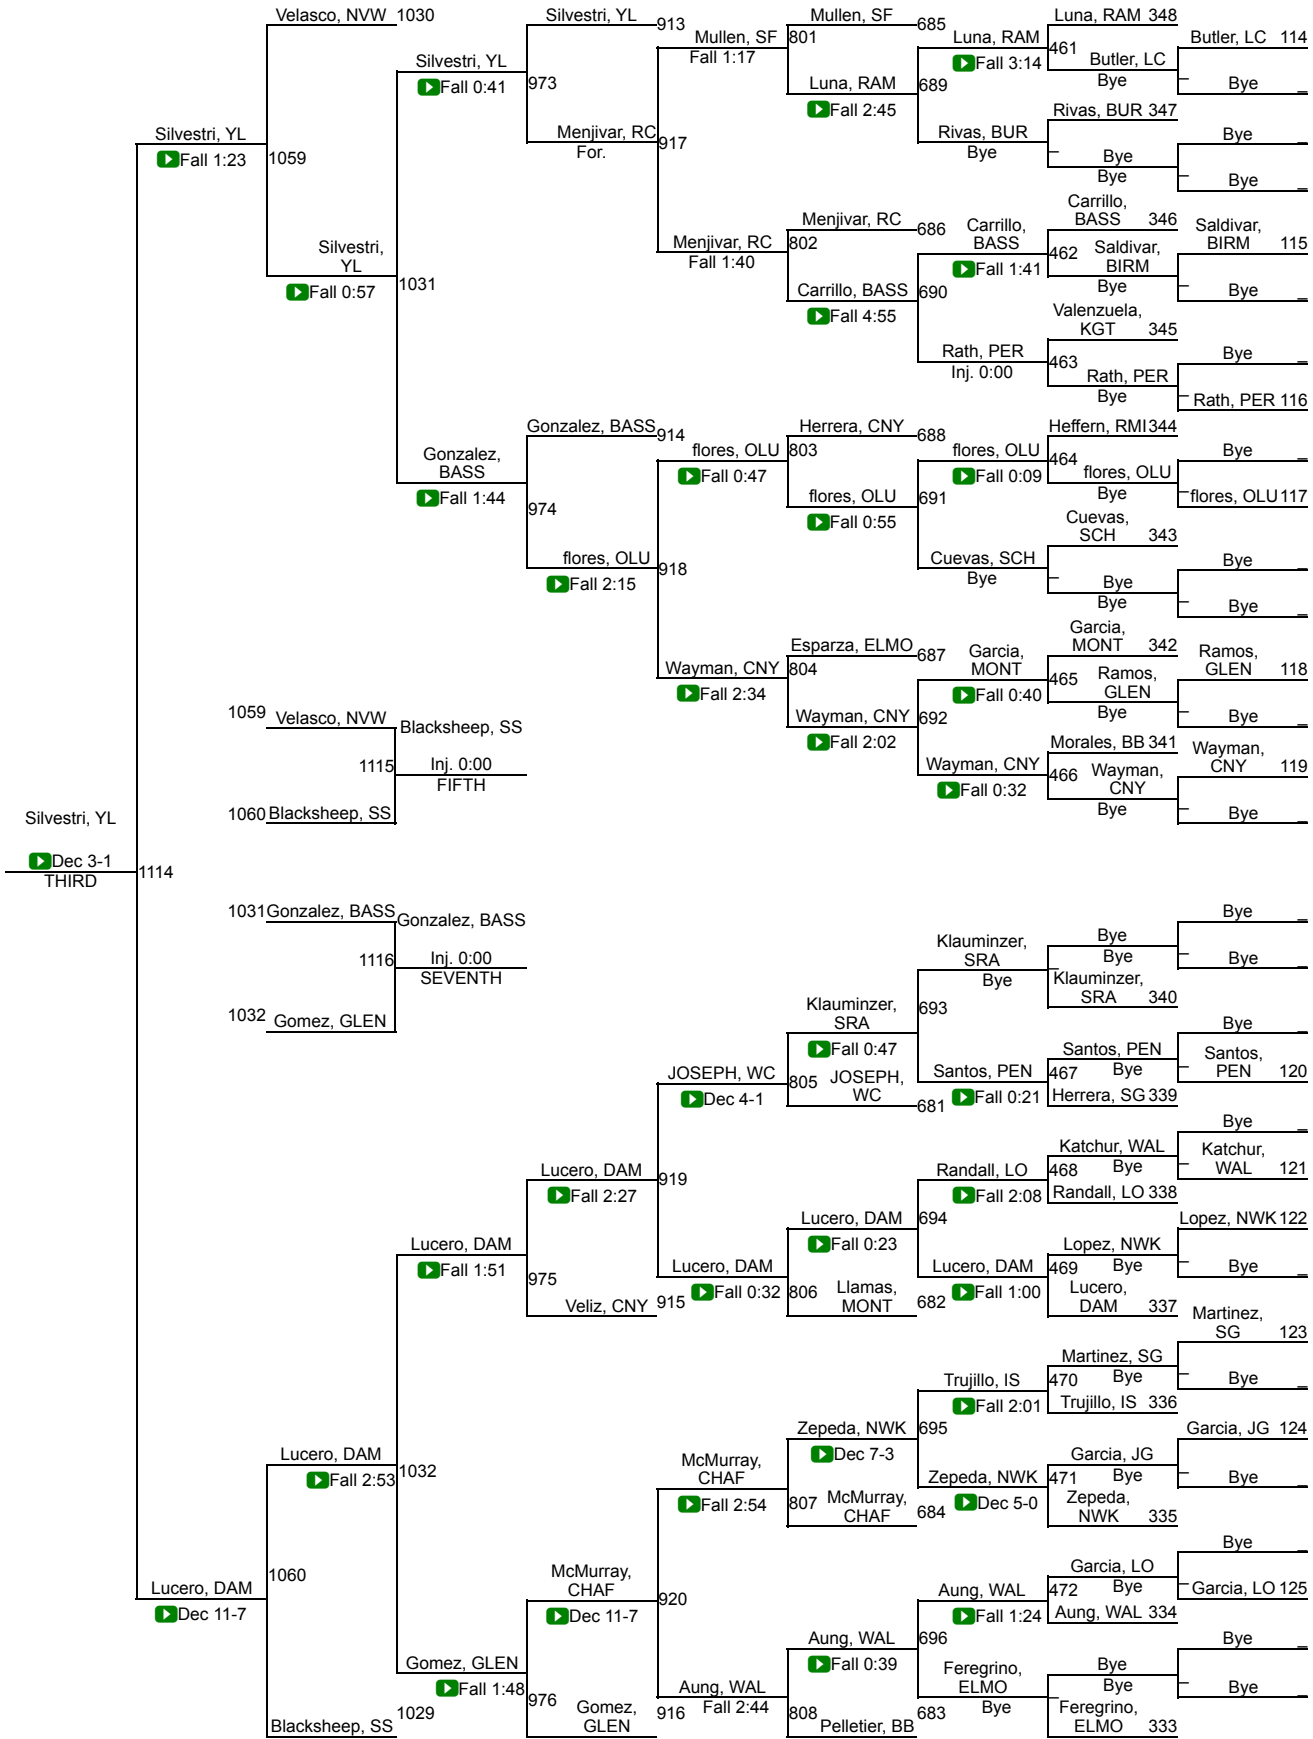 Velasco, NVW 1030 Silvestri, YL 913 Mullen, SF 685 Luna, RAM 348
Mullen, SF 801 Luna, RAM 461 Butler, LC 114
Fall 1:17 Fall 3:14 Butler, LC
Silvestri, YL Bye _ Bye _
Fall 0:41 973 Luna, RAM 689
Fall 2:45 Rivas, BUR 347
Silvestri, YL Menjivar, RC 917 Rivas, BUR Bye _
For. Bye _ Bye
Fall 1:23 1059 Bye _ Bye _
Carrillo,
Menjivar, RC 686 BASS 346
Carrillo, Saldivar,
Silvestri, Menjivar, RC 802 BASS 462 Saldivar, BIRM 115
YL Fall 1:40 Fall 1:41 BIRM
Fall 0:57 1031 Carrillo, BASS 690 Bye _ Bye _
Fall 4:55 Valenzuela,
KGT 345
Rath, PER 463 Bye _
Inj. 0:00 Rath, PER
Bye _ Rath, PER 116
Gonzalez, BASS 914 Herrera, CNY 688 Heffern, RMI 344
Gonzalez, flores, OLU 803 flores, OLU 464 Bye _
BASS Fall 0:47 Fall 0:09 flores, OLU
Fall 1:44 974 flores, OLU 691 Bye _ flores, OLU 117
Fall 0:55 Cuevas,
SCH 343
flores, OLU 918 Cuevas, SCH Bye _
Fall 2:15 Bye _ Bye
Bye _ Bye _
Garcia,
Esparza, ELMO 687 MONT 342
Garcia, Ramos,
Wayman, CNY 804 MONT 465 Ramos, GLEN 118
Fall 2:34 Fall 0:40 GLEN
1059 Velasco, NVW Blacksheep, SS Wayman, CNY 692 Bye _ Bye _
Fall 2:02 Morales, BB 341
1115 Inj. 0:00 Wayman, CNY 466 Wayman, Wayman,
FIFTH Fall 0:32 CNY CNY 119
1060 Blacksheep, SS Bye _ Bye _
Silvestri, YL
Dec 3-1
THIRD 1114
1031 Gonzalez, BASS Gonzalez, BASS Bye _
Klauminzer, Bye
1116 Inj. 0:00 SRA _ Bye Bye _
SEVENTH Bye Klauminzer,
Klauminzer, 693 SRA 340
1032 Gomez, GLEN SRA Bye _
Fall 0:47 Santos, PEN Santos,
JOSEPH, WC 805 JOSEPH, Santos, PEN 467 Bye _ PEN 120
Dec 4-1 WC 681 Fall 0:21 Herrera, SG 339
Bye _
Katchur, WAL Katchur,
Lucero, DAM 919 Randall, LO 468 Bye _ WAL 121
Fall 2:27 Fall 2:08 Randall, LO 338
Lucero, DAM 694 Lopez, NWK 122
Lucero, DAM Fall 0:23 Lopez, NWK
Fall 1:51 975 Lucero, DAM Lucero, DAM 469 Bye _ Bye _
Veliz, CNY 915 Fall 0:32 806 Llamas, Fall 1:00 Lucero,
MONT 682 DAM 337
Martinez,
SG 123
Martinez, SG
Trujillo, IS 470 Bye _ Bye _
Fall 2:01 Trujillo, IS 336
Zepeda, NWK 695 Garcia, JG 124
Lucero, DAM McMurray, Dec 7-3 Garcia, JG
Fall 2:53 1032 CHAF Zepeda, NWK 471 Bye _ Bye _
Fall 2:54 807 McMurray, Dec 5-0 Zepeda,
CHAF 684 NWK 335
Bye _
1060 McMurray, Garcia, LO
Lucero, DAM CHAF 920 Aung, WAL 472 Bye _ Garcia, LO 125
Dec 11-7 Dec 11-7 Fall 1:24 Aung, WAL 334
Aung, WAL 696 Bye _
Gomez, GLEN Fall 0:39 Feregrino, Bye
Fall 1:48 976 Aung, WAL ELMO _ Bye Bye _
Gomez, 916 Fall 2:44 Bye Feregrino,
Blacksheep, SS 1029 GLEN 808 Pelletier, BB 683 ELMO 333